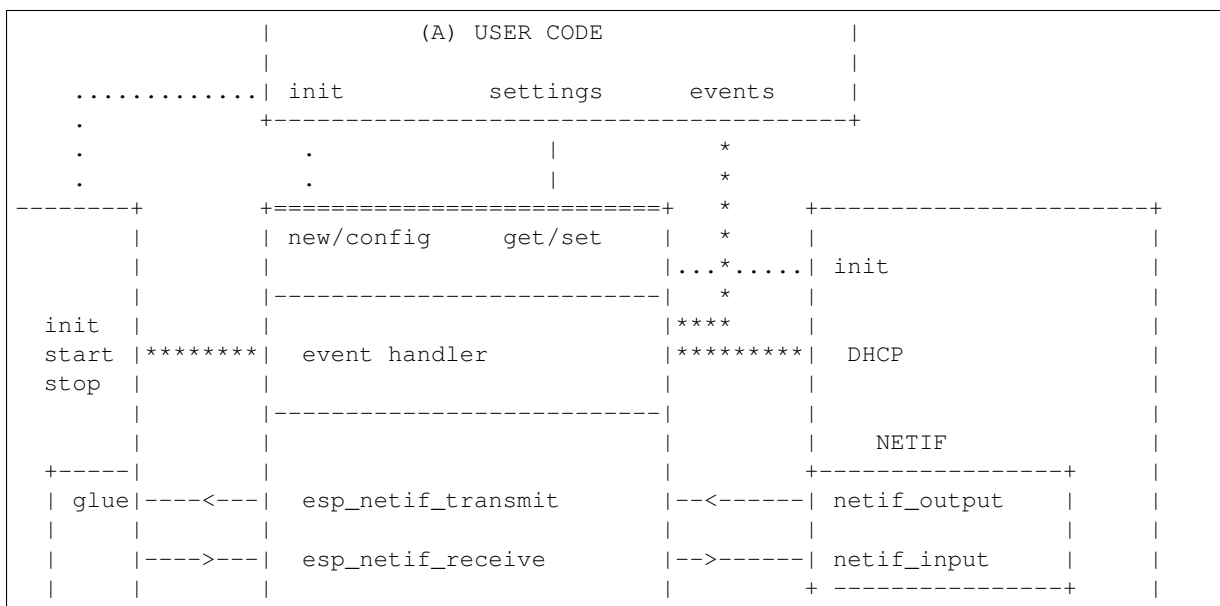 |          (A) USER CODE                 |
            |                                        |
.............| init          settings      events     |
.            +----------------------------------------+
.               .                |           *
.               .                |           *
--------+        +===========================+   *      +-----------------------+
        |        | new/config     get/set    |   *      |                       |
        |        |                           |...*.....| init                  |
        |        |---------------------------|   *      |                       |
 init   |        |                           |****      |                       |
 start  |********|  event handler            |*********|  DHCP                 |
 stop   |        |                           |          |                       |
        |        |---------------------------|          |                       |
        |        |                           |          |    NETIF              |
 +-----|         |                           |          +-----------------+     |
 | glue|----<---|  esp_netif_transmit        |--<------| netif_output     |     |
 |     |        |                            |          |                 |     |
 |     |---->---|  esp_netif_receive         |-->------| netif_input      |     |
 |     |        |                            |          + ----------------+     |